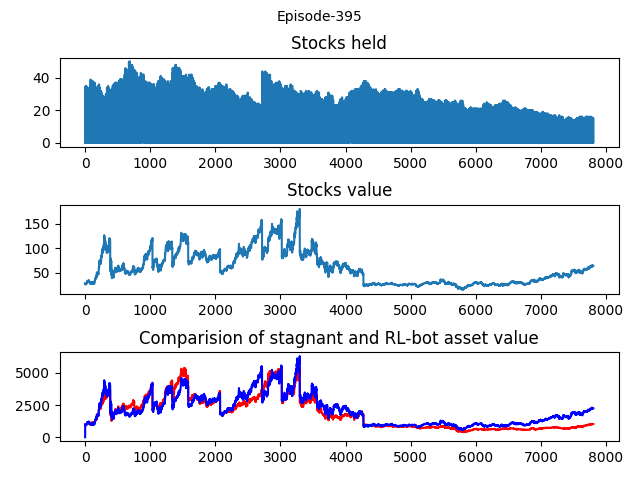 Episode-395
Stocks held
40
20
0
0 1000 2000 3000 4000 5000 6000 7000 8000
Stocks value
150
100
50
0 1000 2000 3000 4000 5000 6000 7000 8000
Comparision of stagnant and RL-bot asset value
5000
2500
0
0 1000 2000 3000 4000 5000 6000 7000 8000